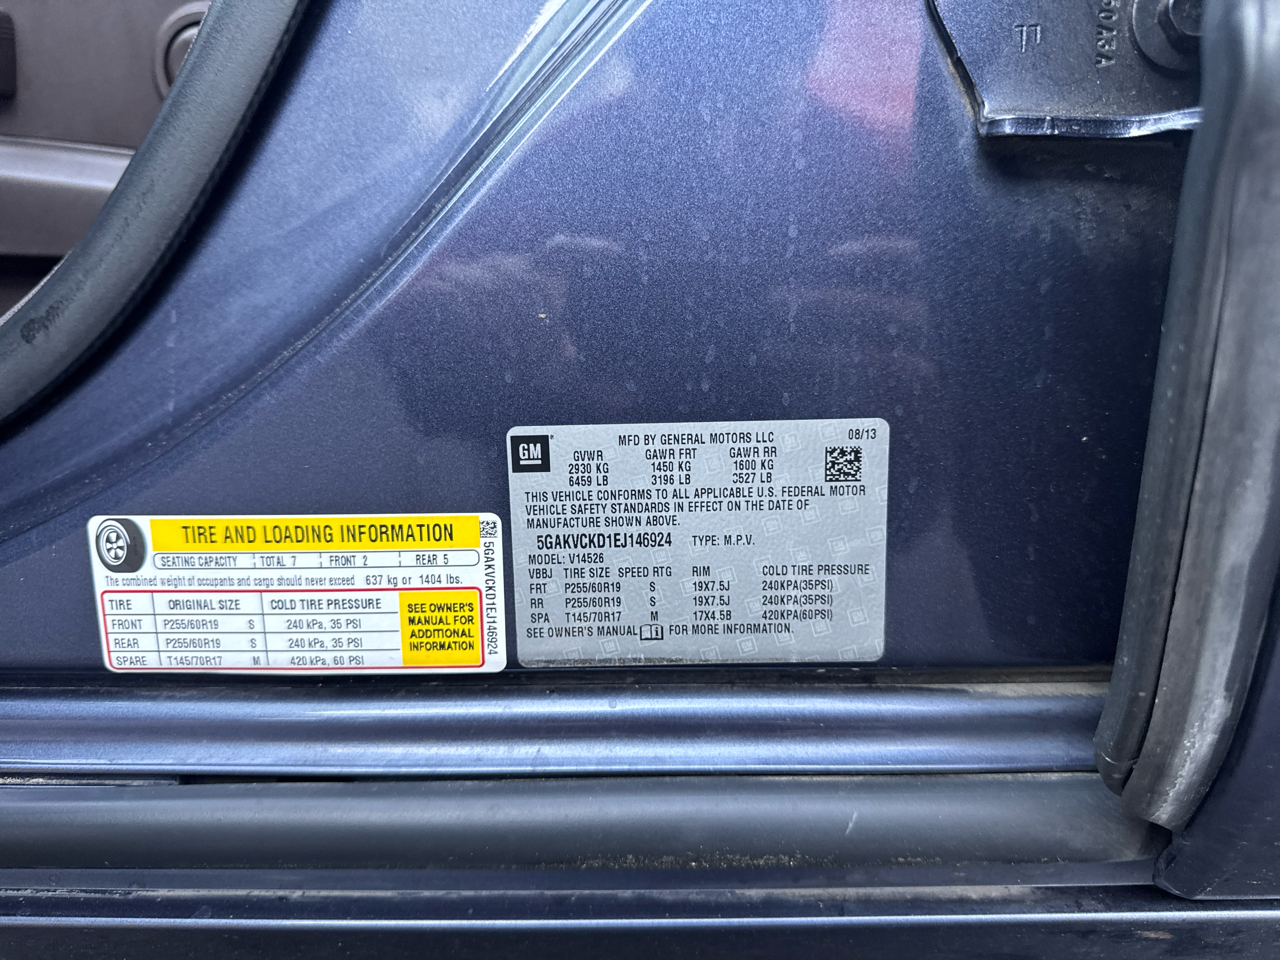 11
50A3A
GM
MFD BY GENERAL MOTORS LLC 08/13
GVWR GAWR FRT GAWR RR
2930 KG 1450 KG 1600 KG
6459 LB 3196 LB 3527 LB
THIS VEHICLE CONFORMS TO ALL APPLICABLE U.S. FEDERAL MOTOR
VEHICLE SAFETY STANDARDS IN EFFECT ON THE DATE OF
MANUFACTURE SHOWN ABOVE.
5GAKVCKD1EJ146924 TYPE: M.P.V.
MODEL: V14526
VBBJ TIRE SIZE SPEED RTG RIM COLD TIRE PRESSURE
FRT P255/60R19 S 19X7.5J 240KPA(35PSI)
RR P255/60R19 S 19X7.5J 240KPA(35PSI)
SPA T145/70R17 M 17X4.5B 420KPA(60PSI)
SEE OWNER'S MANUAL FOR MORE INFORMATION.
TIRE AND LOADING INFORMATION
SEATING CAPACITY TOTAL 7 FRONT 2 REAR 5
The combined weight of occupants and cargo should never exceed 637 kg or 1404 lbs.
TIRE ORIGINAL SIZE COLD TIRE PRESSURE
FRONT P255/60R19 S 240 kPa, 35 PSI
REAR P255/60R19 S 240 kPa, 35 PSI
SPARE T145/70R17 M 420 kPa, 60 PSI
SEE OWNER'S
MANUAL FOR
ADDITIONAL
INFORMATION
5GAKVCKD1EJ146924